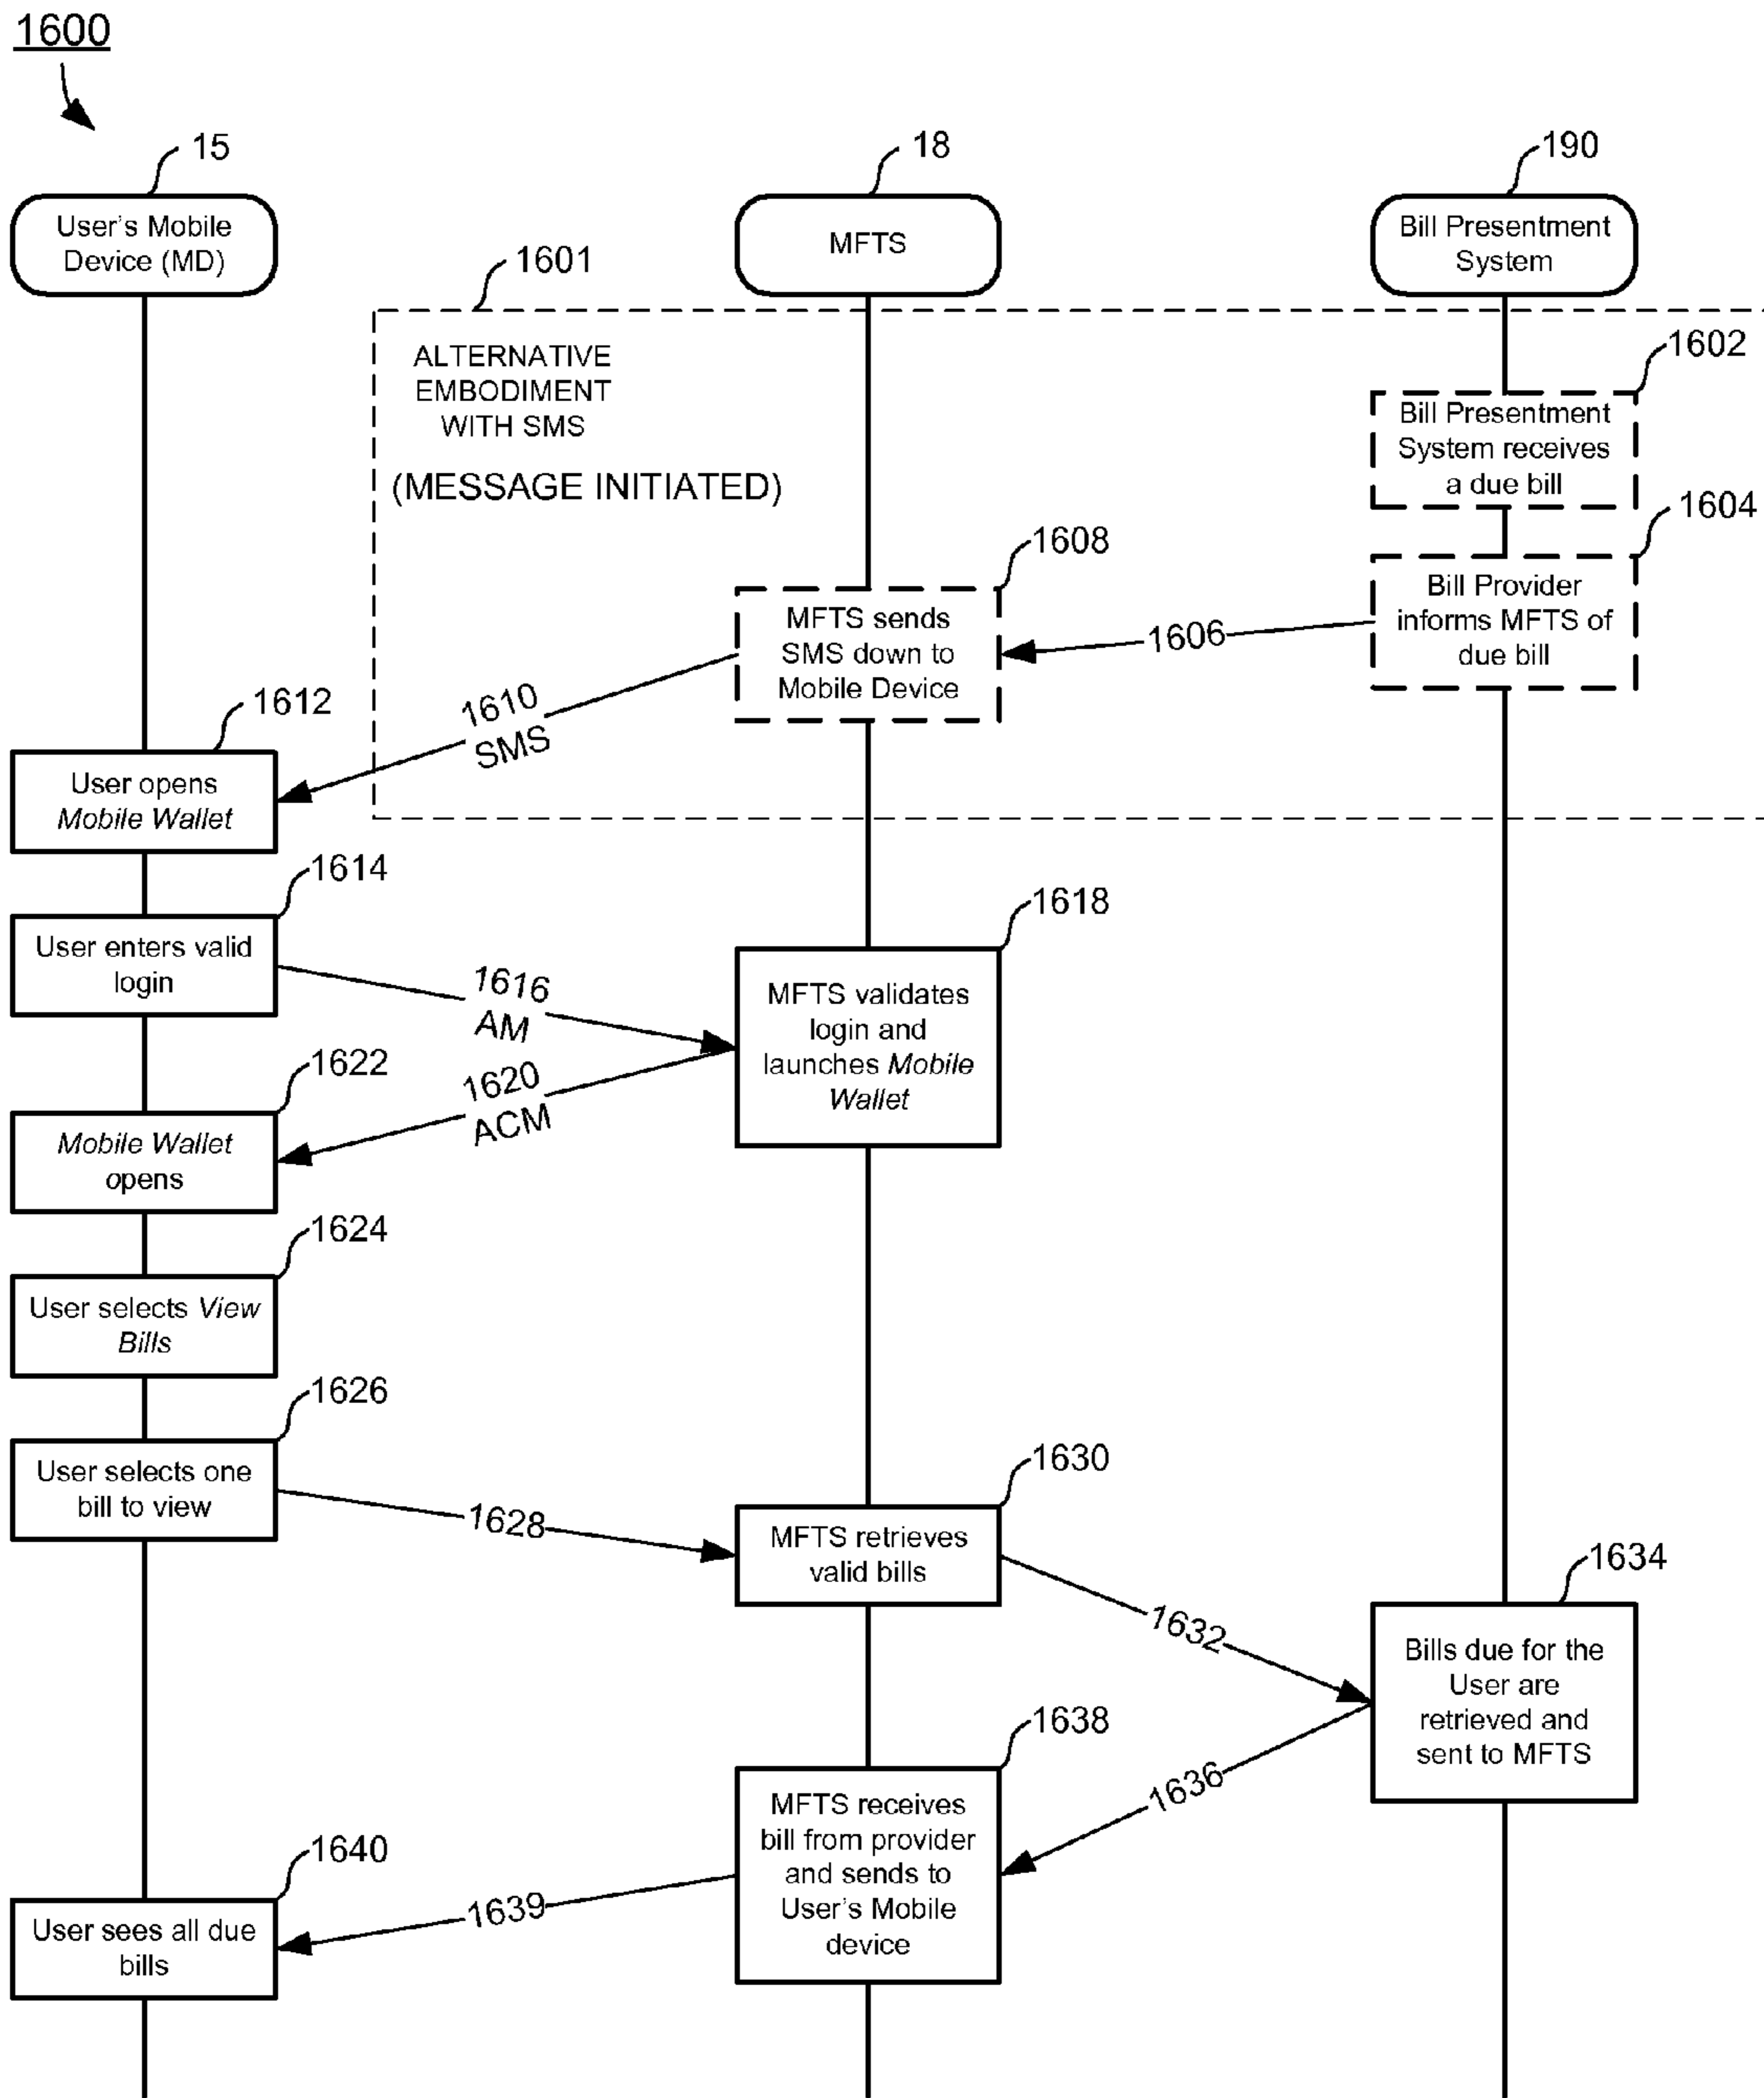 1600
15
18
190
User's Mobile
Device (MD)
MFTS
Bill Presentment
System
1601
ALTERNATIVE
EMBODIMENT
WITH SMS
(MESSAGE INITIATED)
1602
Bill Presentment
System receives
a due bill
1604
Bill Provider
informs MFTS of
due bill
1606
1608
MFTS sends
SMS down to
Mobile Device
1610
SMS
1612
User opens
Mobile Wallet
1614
User enters valid
login
1616
AM
1618
MFTS validates
login and
launches Mobile
Wallet
1620
ACM
1622
Mobile Wallet
opens
1624
User selects View
Bills
1626
User selects one
bill to view
1628
1630
MFTS retrieves
valid bills
1632
1634
Bills due for the
User are
retrieved and
sent to MFTS
1636
1638
MFTS receives
bill from provider
and sends to
User's Mobile
device
1639
1640
User sees all due
bills